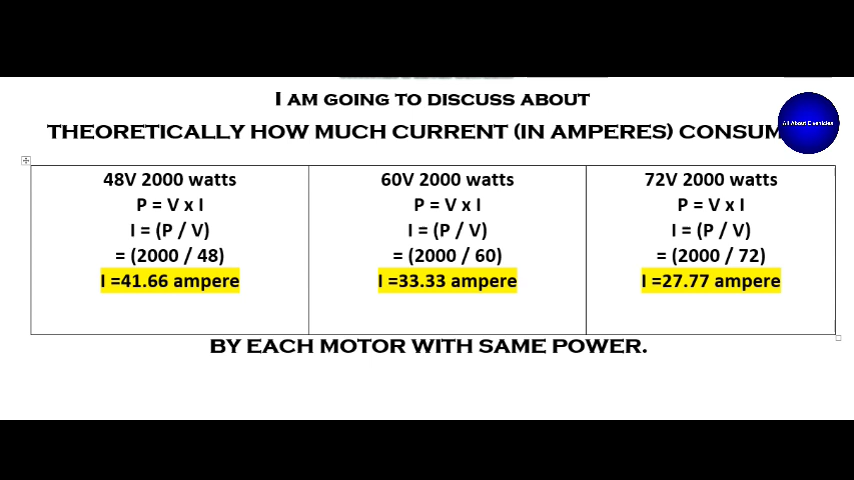 I AM GOING TO DISCUSS ABOUT
THEORETICALLY HOW MUCH CURRENT (IN AMPERES) CONSUM
All About
48V 2000 watts
P = V x I
I = (P / V)
= (2000 / 48)
I =41.66 ampere
60V 2000 watts
P = V x I
I = (P / V)
= (2000 / 60)
I =33.33 ampere
72V 2000 watts
P = V x I
I = (P / V)
= (2000 / 72)
I =27.77 ampere
BY EACH MOTOR WITH SAME POWER.